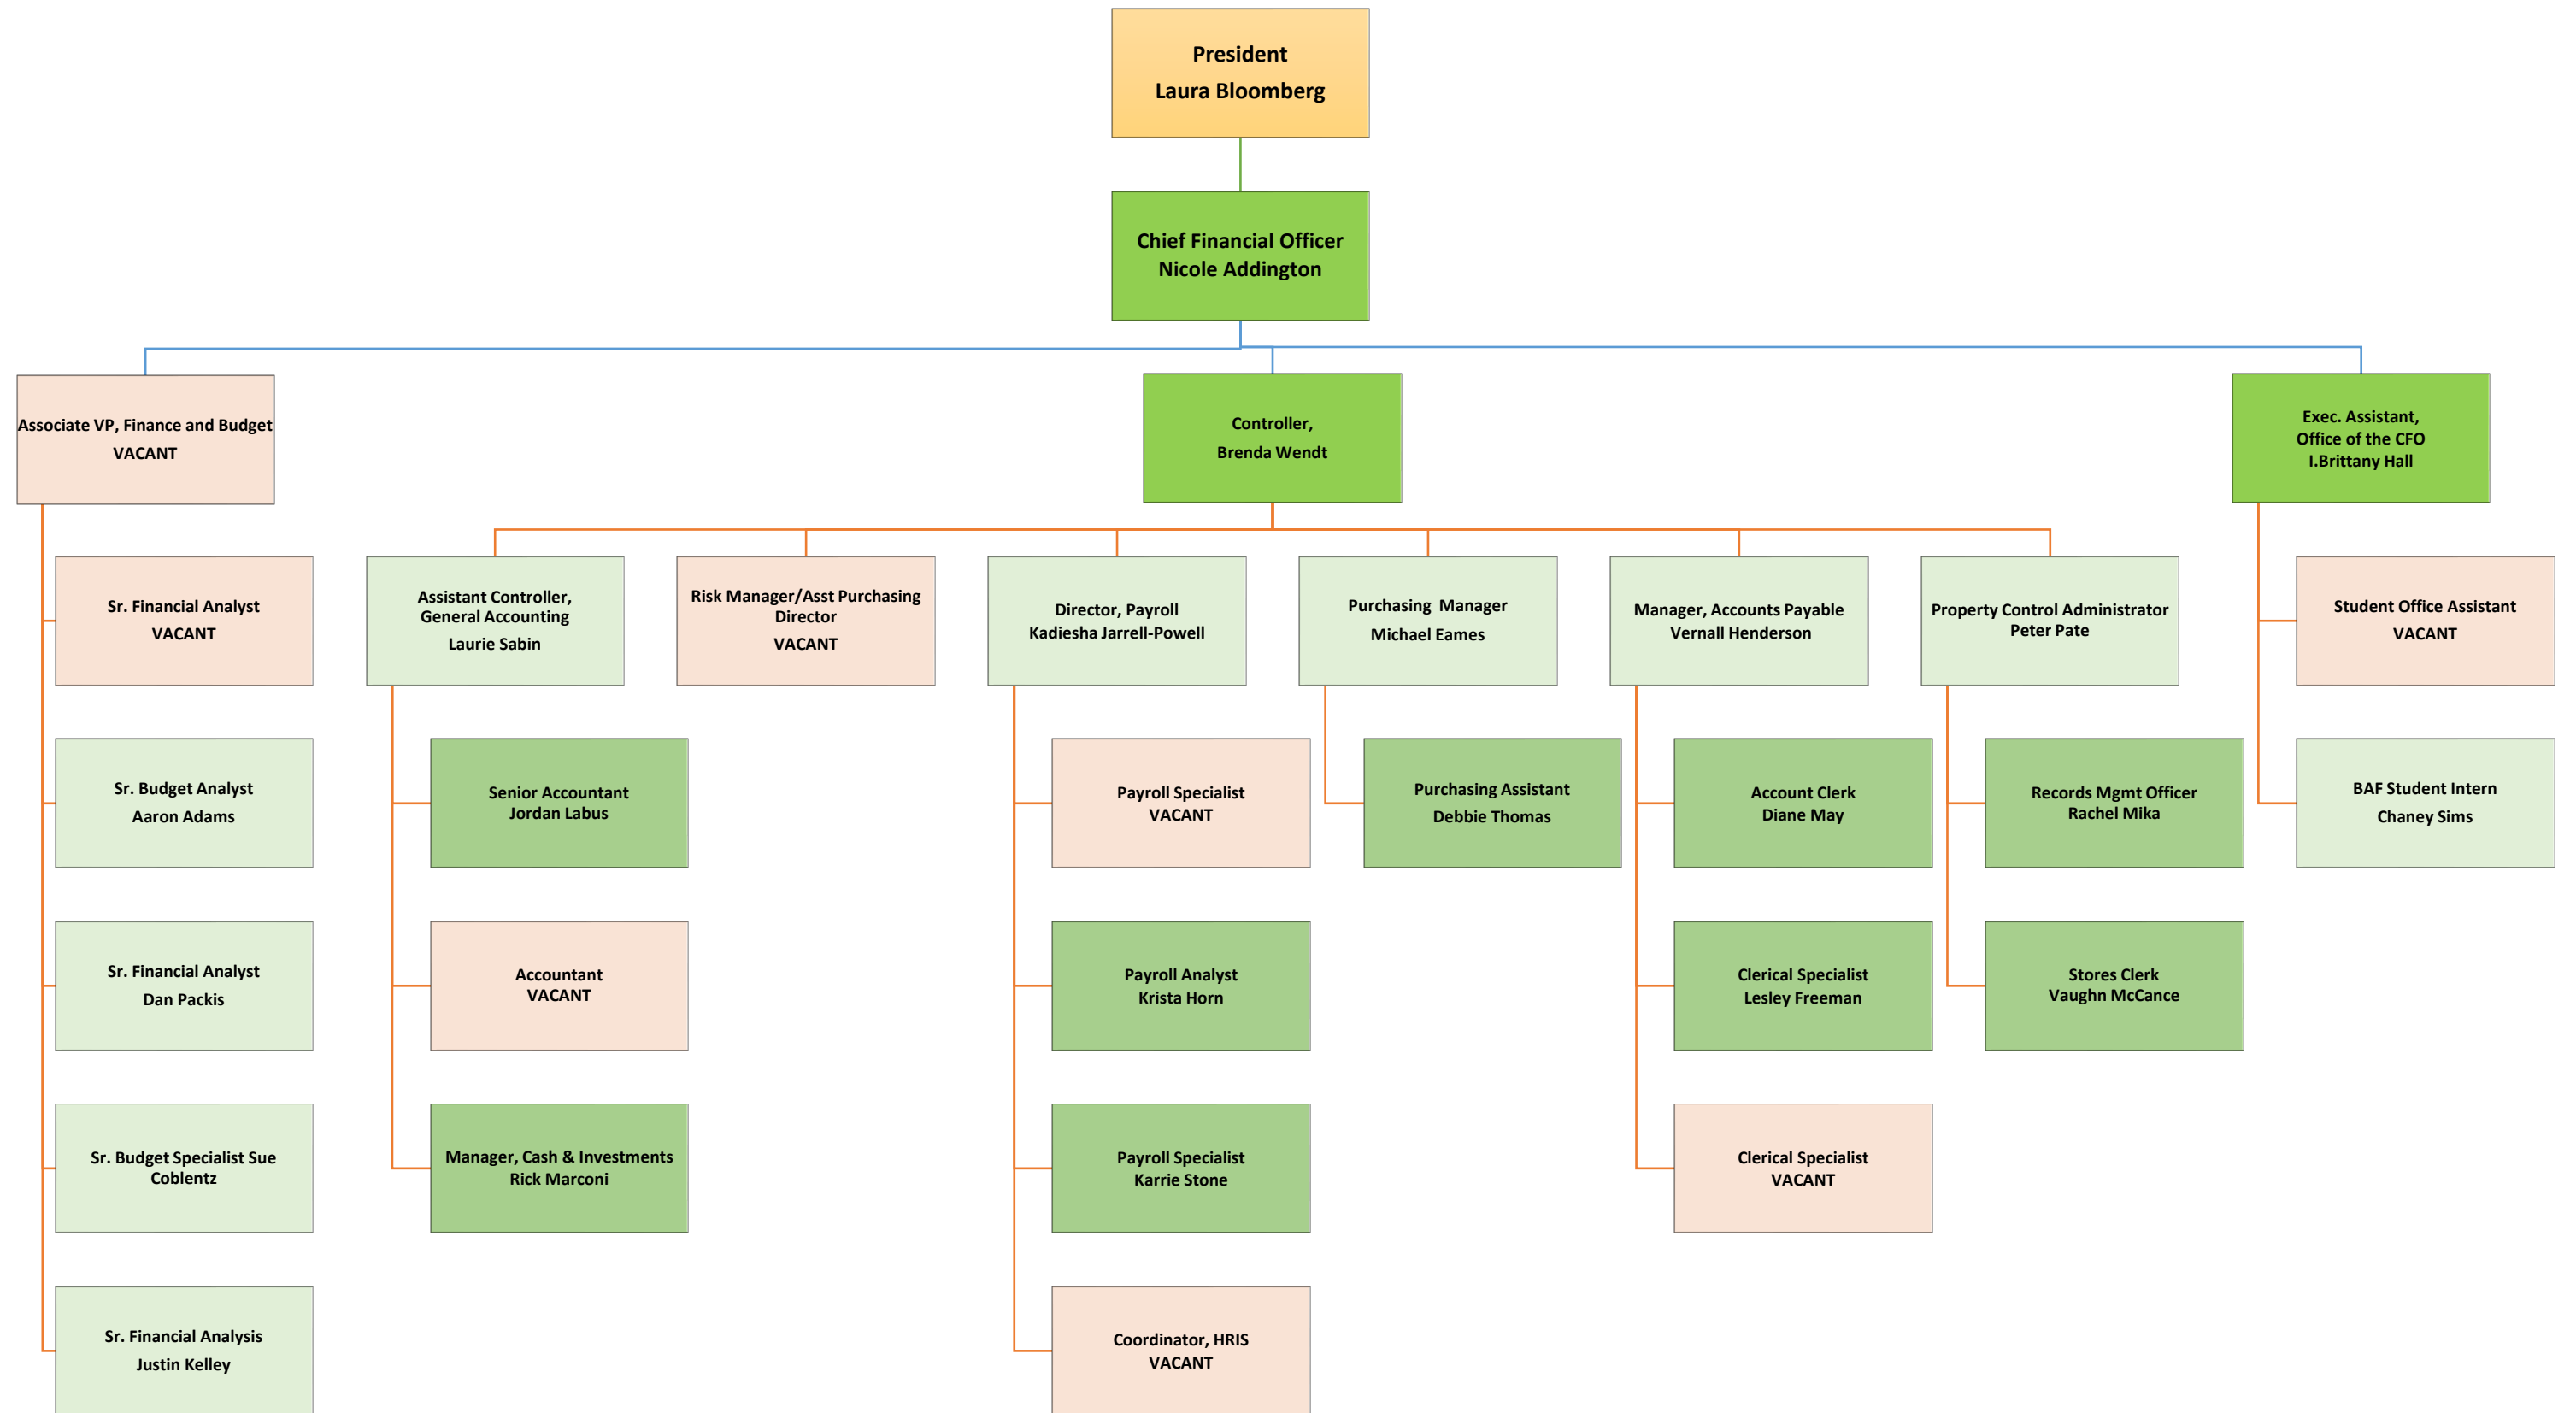 President
Laura Bloomberg
Chief Financial Officer
Nicole Addington
Associate VP, Finance and Budget
VACANT
Controller,
Brenda Wendt
Exec. Assistant,
Office of the CFO
I.Brittany Hall
Sr. Financial Analyst
VACANT
Assistant Controller,
General Accounting
Laurie Sabin
Risk Manager/Asst Purchasing
Director
VACANT
Director, Payroll
Kadiesha Jarrell-Powell
Purchasing  Manager
Michael Eames
Manager, Accounts Payable
Vernall Henderson
Property Control Administrator
Peter Pate
Student Office Assistant
VACANT
Sr. Budget Analyst
Aaron Adams
Senior Accountant
Jordan Labus
Payroll Specialist
VACANT
Purchasing Assistant
Debbie Thomas
Account Clerk
Diane May
Records Mgmt Officer
Rachel Mika
BAF Student Intern
Chaney Sims
Sr. Financial Analyst
Dan Packis
Accountant
VACANT
Payroll Analyst
Krista Horn
Clerical Specialist
Lesley Freeman
Stores Clerk
Vaughn McCance
Sr. Budget Specialist Sue
Coblentz
Manager, Cash & Investments
Rick Marconi
Payroll Specialist
Karrie Stone
Clerical Specialist
VACANT
Sr. Financial Analysis
Justin Kelley
Coordinator, HRIS
VACANT